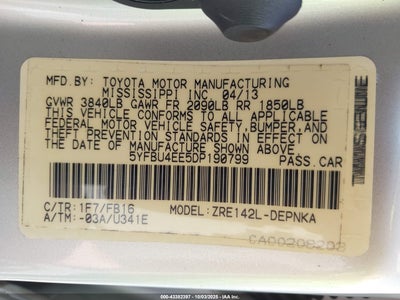 MFD.BY: TOYOTA MOTOR MANUFACTURING
MISSISSIPPI INC. 04/13
GVWR 3840LB GAWR FR 2090LB RR 1850LB
THIS VEHICLE CONFORMS TO ALL APPLICABLE
FEDERAL MOTOR VEHICLE SAFETY,BUMPER,AND
THEFT PREVENTION STANDARDS IN EFFECT ON
THE DATE OF MANUFACTURE SHOWN ABOVE.
5YFBU4EE5DP190799 PASS.CAR
C/TR:1F7/FB16 MODEL:ZRE142L-DEPNKA
A/TM:-03A/U341E
000-43382397 - 10/03/2025 - IAA, Inc.